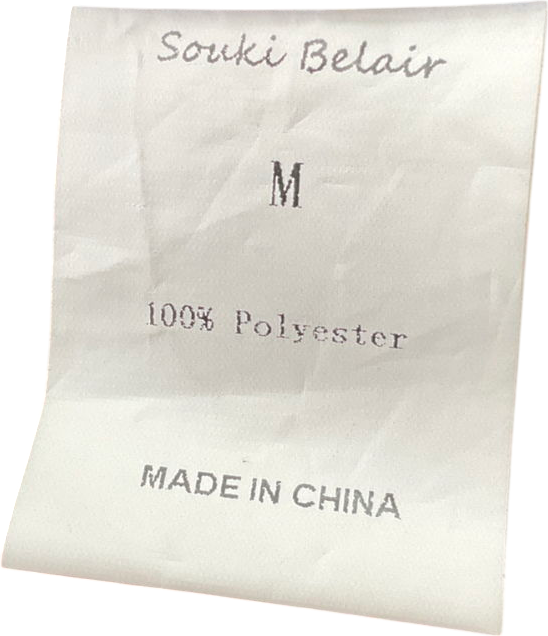 Souki Belair
M
100% Polyester
MADE IN CHINA